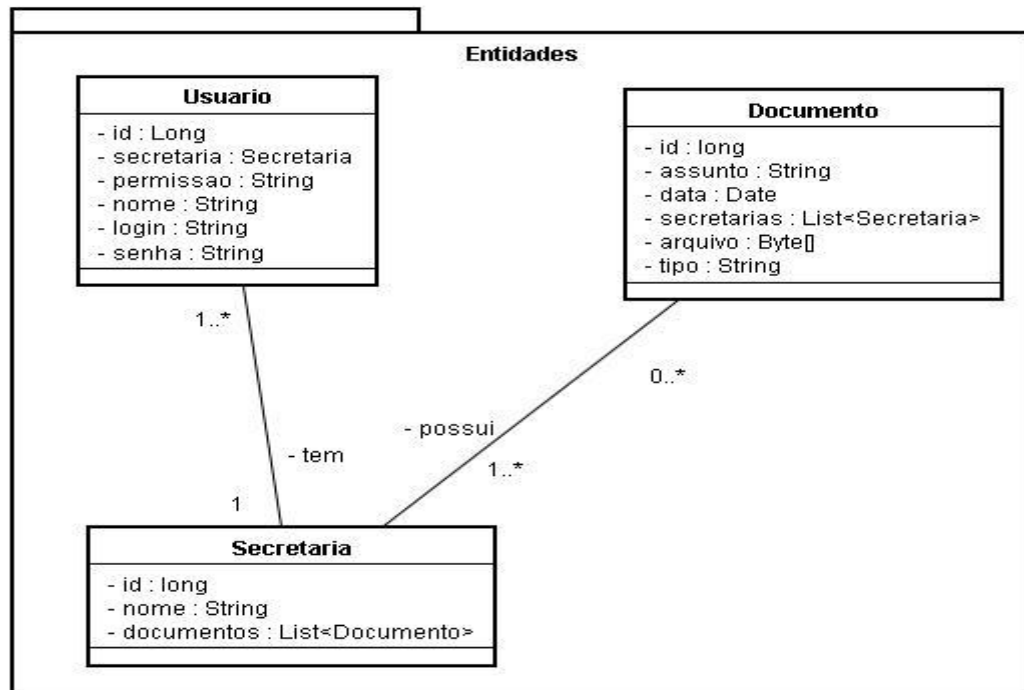 Entidades
Usuario
- id : Long
- secretaria : Secretaria
- permissao : String
- nome : String
- login : String
- senha : String
Documento
- id : long
- assunto : String
- data : Date
- secretarias : List<Secretaria>
- arquivo : Byte[]
- tipo : String
1..*
0..*
- possui
- tem
1..*
1
Secretaria
- id : long
- nome : String
- documentos : List<Documento>